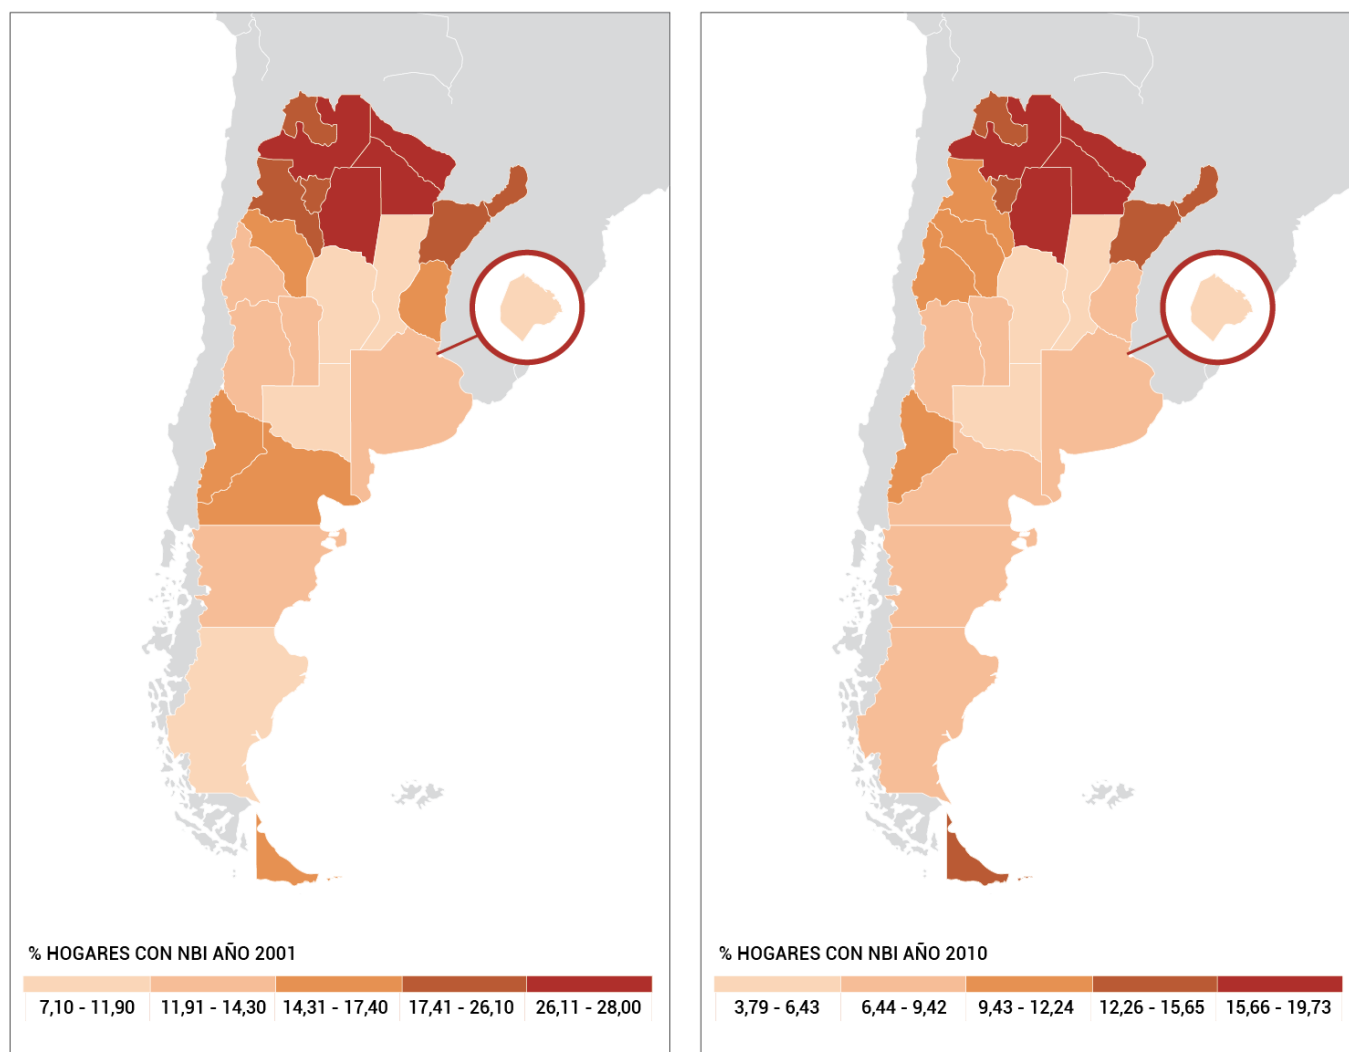 % HOGARES CON NBI AÑO 2001
7,10 - 11,90 11,91 - 14,30 14,31 - 17,40 17,41 - 26,10 26,11 - 28,00
% HOGARES CON NBI AÑO 2010
3,79 - 6,43 6,44 - 9,42 9,43 - 12,24 12,26 - 15,65 15,66 - 19,73